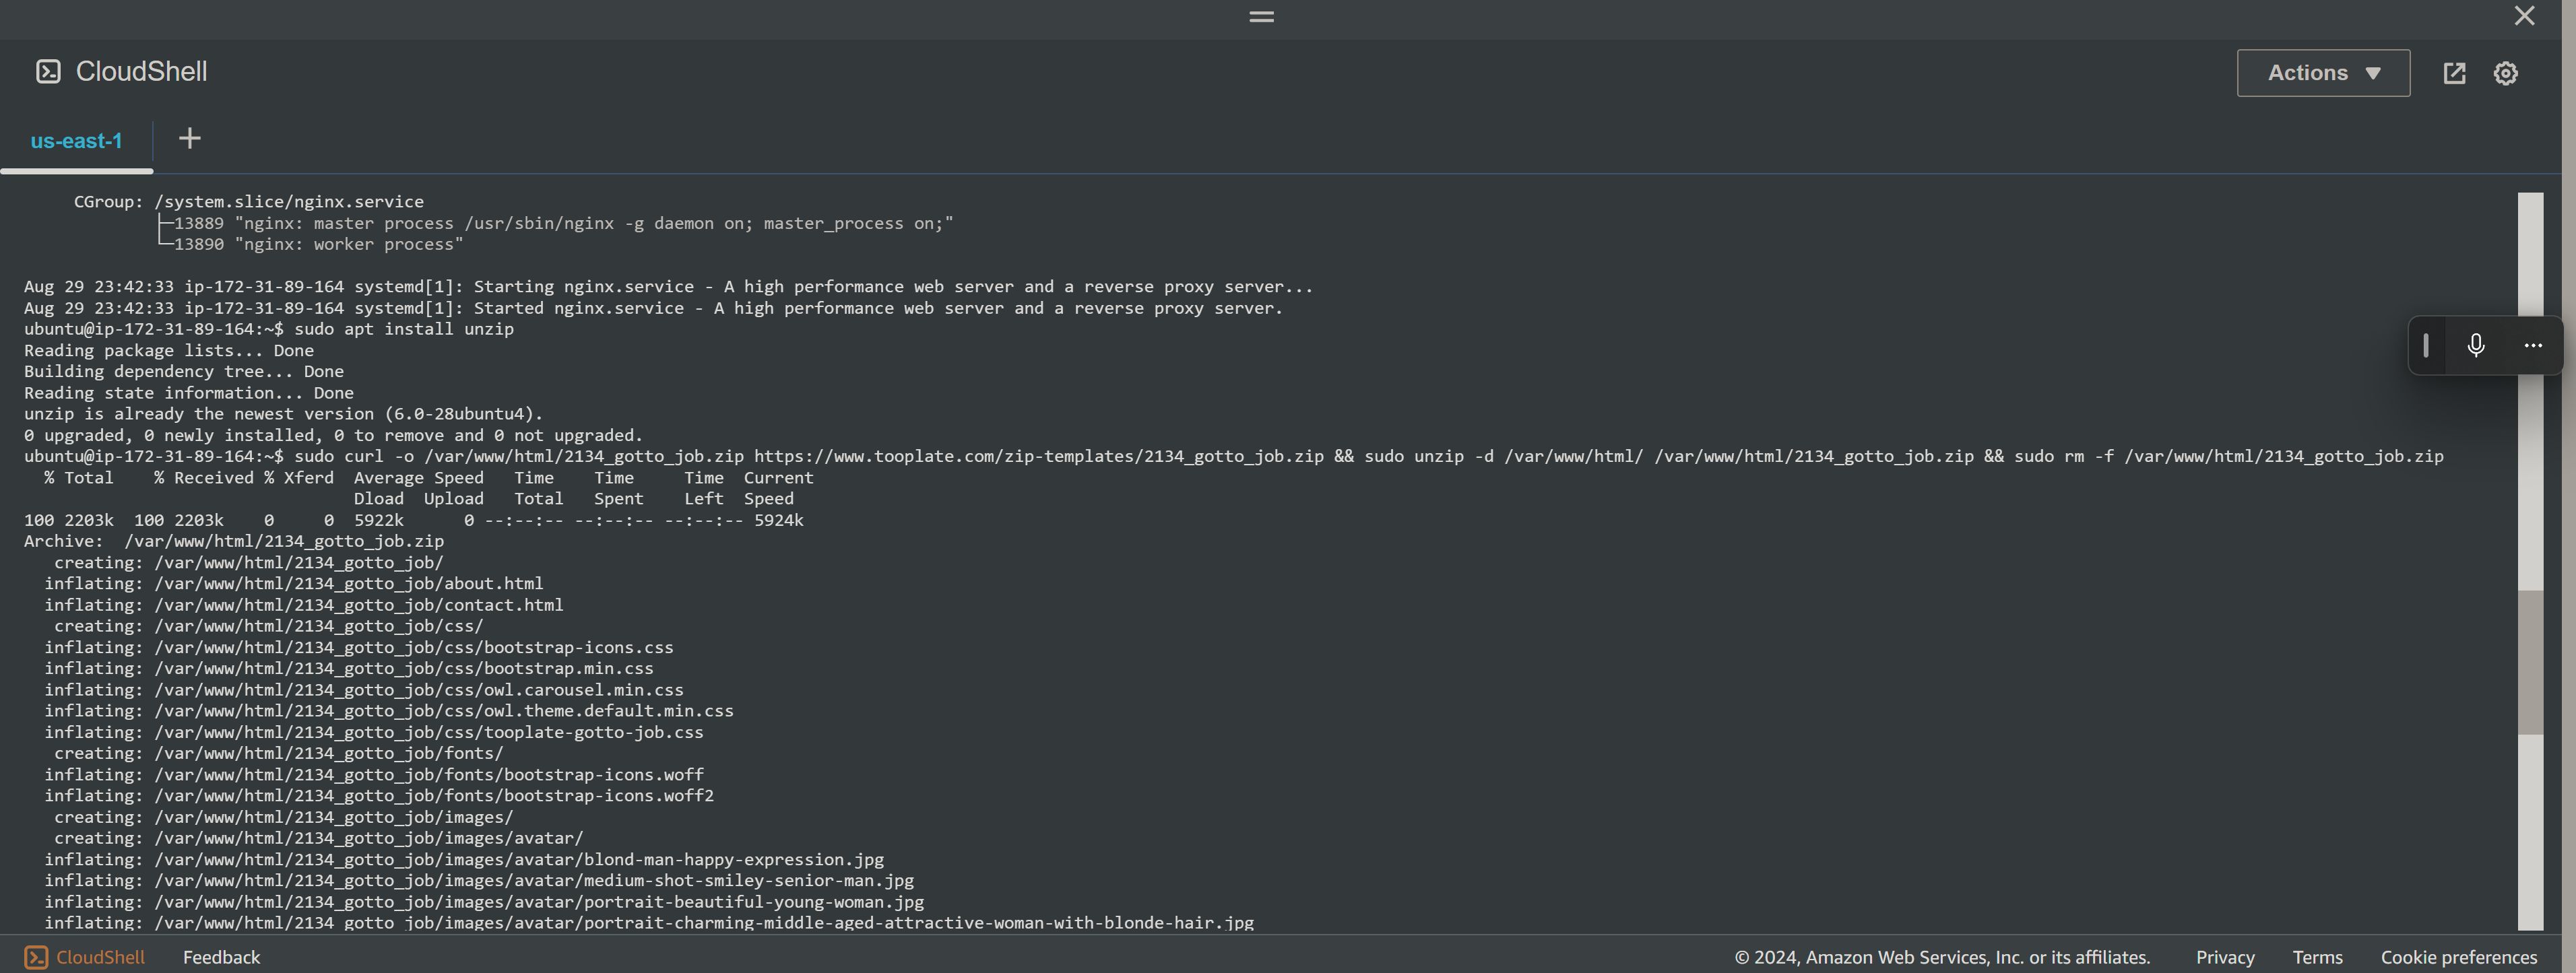 CloudShell
Actions
us-east-1
CGroup: /system.slice/nginx.service
├─13889 "nginx: master process /usr/sbin/nginx -g daemon on; master_process on;"
└─13890 "nginx: worker process"
Aug 29 23:42:33 ip-172-31-89-164 systemd[1]: Starting nginx.service - A high performance web server and a reverse proxy server...
Aug 29 23:42:33 ip-172-31-89-164 systemd[1]: Started nginx.service - A high performance web server and a reverse proxy server.
ubuntu@ip-172-31-89-164:~$ sudo apt install unzip
Reading package lists... Done
Building dependency tree... Done
Reading state information... Done
unzip is already the newest version (6.0-28ubuntu4).
0 upgraded, 0 newly installed, 0 to remove and 0 not upgraded.
ubuntu@ip-172-31-89-164:~$ sudo curl -o /var/www/html/2134_gotto_job.zip https://www.tooplate.com/zip-templates/2134_gotto_job.zip && sudo unzip -d /var/www/html/ /var/www/html/2134_gotto_job.zip && sudo rm -f /var/www/html/2134_gotto_job.zip
% Total % Received % Xferd Average Speed Time Time Time Current
Dload Upload Total Spent Left Speed
100 2203k 100 2203k 0 0 5922k 0 --:--:-- --:--:-- --:--:-- 5924k
Archive: /var/www/html/2134_gotto_job.zip
creating: /var/www/html/2134_gotto_job/
inflating: /var/www/html/2134_gotto_job/about.html
inflating: /var/www/html/2134_gotto_job/contact.html
creating: /var/www/html/2134_gotto_job/css/
inflating: /var/www/html/2134_gotto_job/css/bootstrap-icons.css
inflating: /var/www/html/2134_gotto_job/css/bootstrap.min.css
inflating: /var/www/html/2134_gotto_job/css/owl.carousel.min.css
inflating: /var/www/html/2134_gotto_job/css/owl.theme.default.min.css
inflating: /var/www/html/2134_gotto_job/css/tooplate-gotto-job.css
creating: /var/www/html/2134_gotto_job/fonts/
inflating: /var/www/html/2134_gotto_job/fonts/bootstrap-icons.woff
inflating: /var/www/html/2134_gotto_job/fonts/bootstrap-icons.woff2
creating: /var/www/html/2134_gotto_job/images/
creating: /var/www/html/2134_gotto_job/images/avatar/
inflating: /var/www/html/2134_gotto_job/images/avatar/blond-man-happy-expression.jpg
inflating: /var/www/html/2134_gotto_job/images/avatar/medium-shot-smiley-senior-man.jpg
inflating: /var/www/html/2134_gotto_job/images/avatar/portrait-beautiful-young-woman.jpg
inflating: /var/www/html/2134_gotto_job/images/avatar/portrait-charming-middle-aged-attractive-woman-with-blonde-hair.jpg
CloudShell Feedback © 2024, Amazon Web Services, Inc. or its affiliates. Privacy Terms Cookie preferences